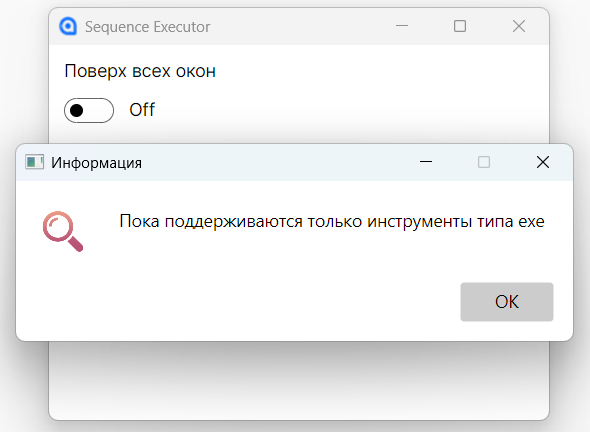 Sequence Executor
Поверх всех окон
Off
Информация
Пока поддерживаются только инструменты типа exe
OK